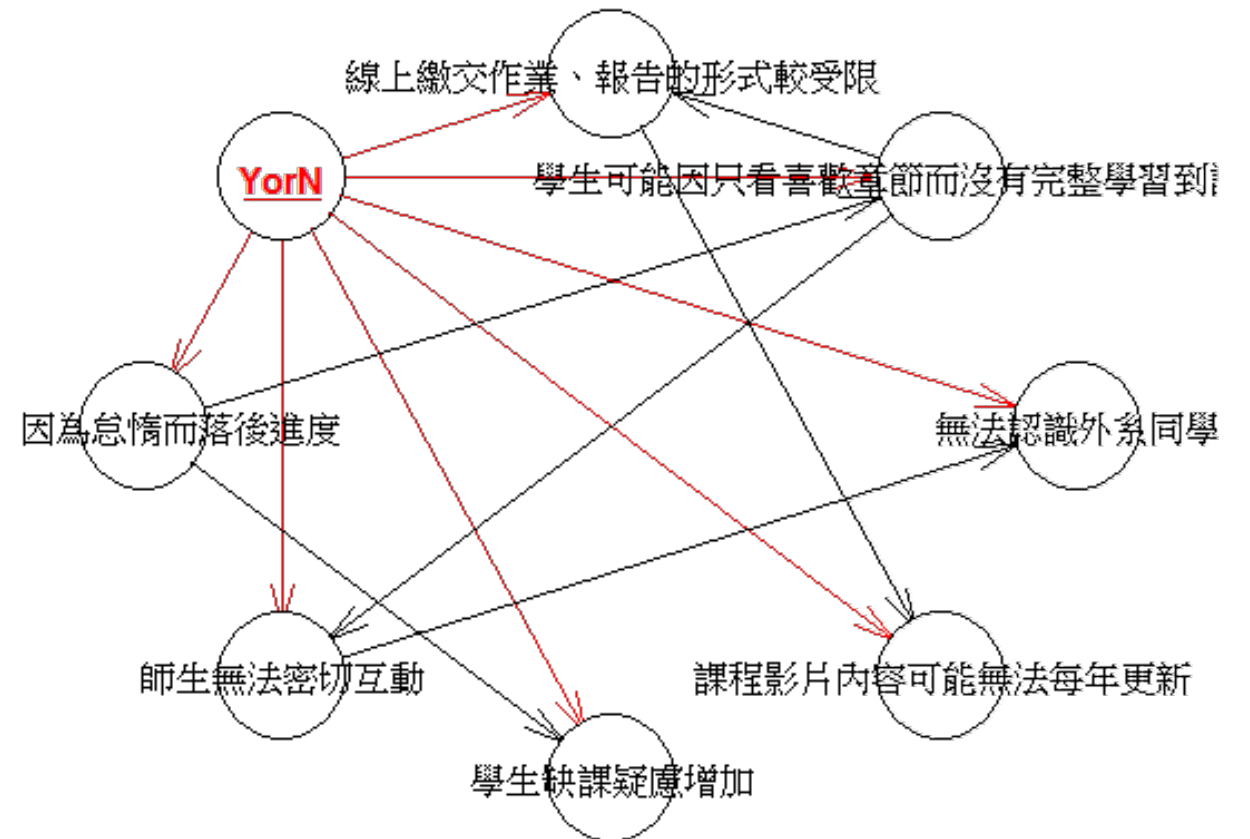 線上繳交作業、報告的形式較受限
YorN
學生可能因只看喜歡章節而沒有完整學習到
因為怠惰而落後進度
無法認識外系同學
師生無法密切互動
課程影片內容可能無法每年更新
學生缺課疑慮增加